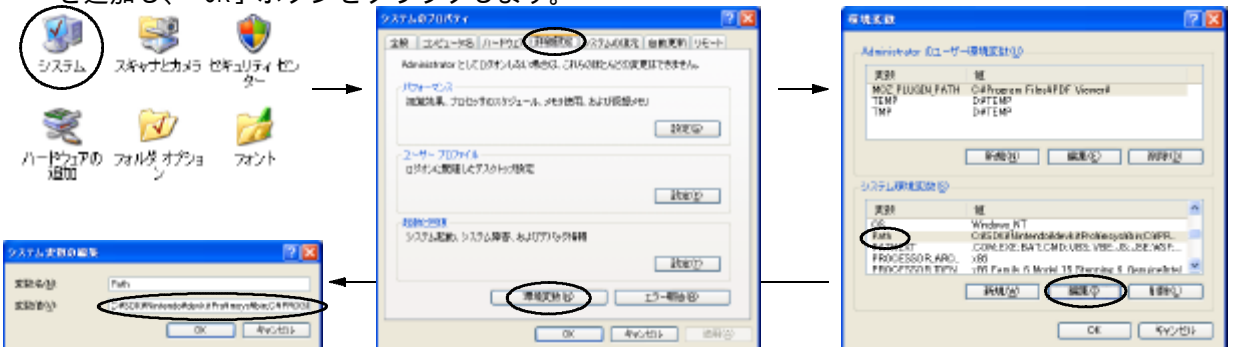 を追加し、「OK」ボタンをクリックします。
システム
スキャナとカメラ
セキュリティ セン
ター
ハードウェアの
追加
フォルダ オプショ
ン
フォント
システムのプロパティ
全般
コンピュータ名
ハードウェア
詳細設定
システムの復元
自動更新
リモート
Administrator としてログオンしない場合は、これらのほとんどの変更はできません。
パフォーマンス
視覚効果、プロセッサのスケジュール、メモリ使用、および仮想メモリ
設定(S)
ユーザー プロファイル
ログオンに関連したデスクトップ設定
設定(E)
起動と回復
システム起動、システム障害、およびデバッグ情報
設定(T)
環境変数(N)
エラー報告(R)
OK
キャンセル
適用(A)
環境変数
Administrator のユーザー環境変数(U)
変数
値
MOZ_PLUGIN_PATH
C:¥Program Files¥PDF Viewer¥
TEMP
D:¥TEMP
TMP
D:¥TEMP
新規(N)
編集(E)
削除(D)
システム環境変数(S)
変数
値
OS
Windows_NT
Path
PATHEXT
.COM;.EXE;.BAT;.CMD;.VBS;.VBE;.JS;.JSE;.WSF;...
PROCESSOR_ARC..
x86
新規(W)
編集(I)
削除(L)
OK
キャンセル
システム変数の編集
変数名(N):
Path
変数値(V):
OK
キャンセル